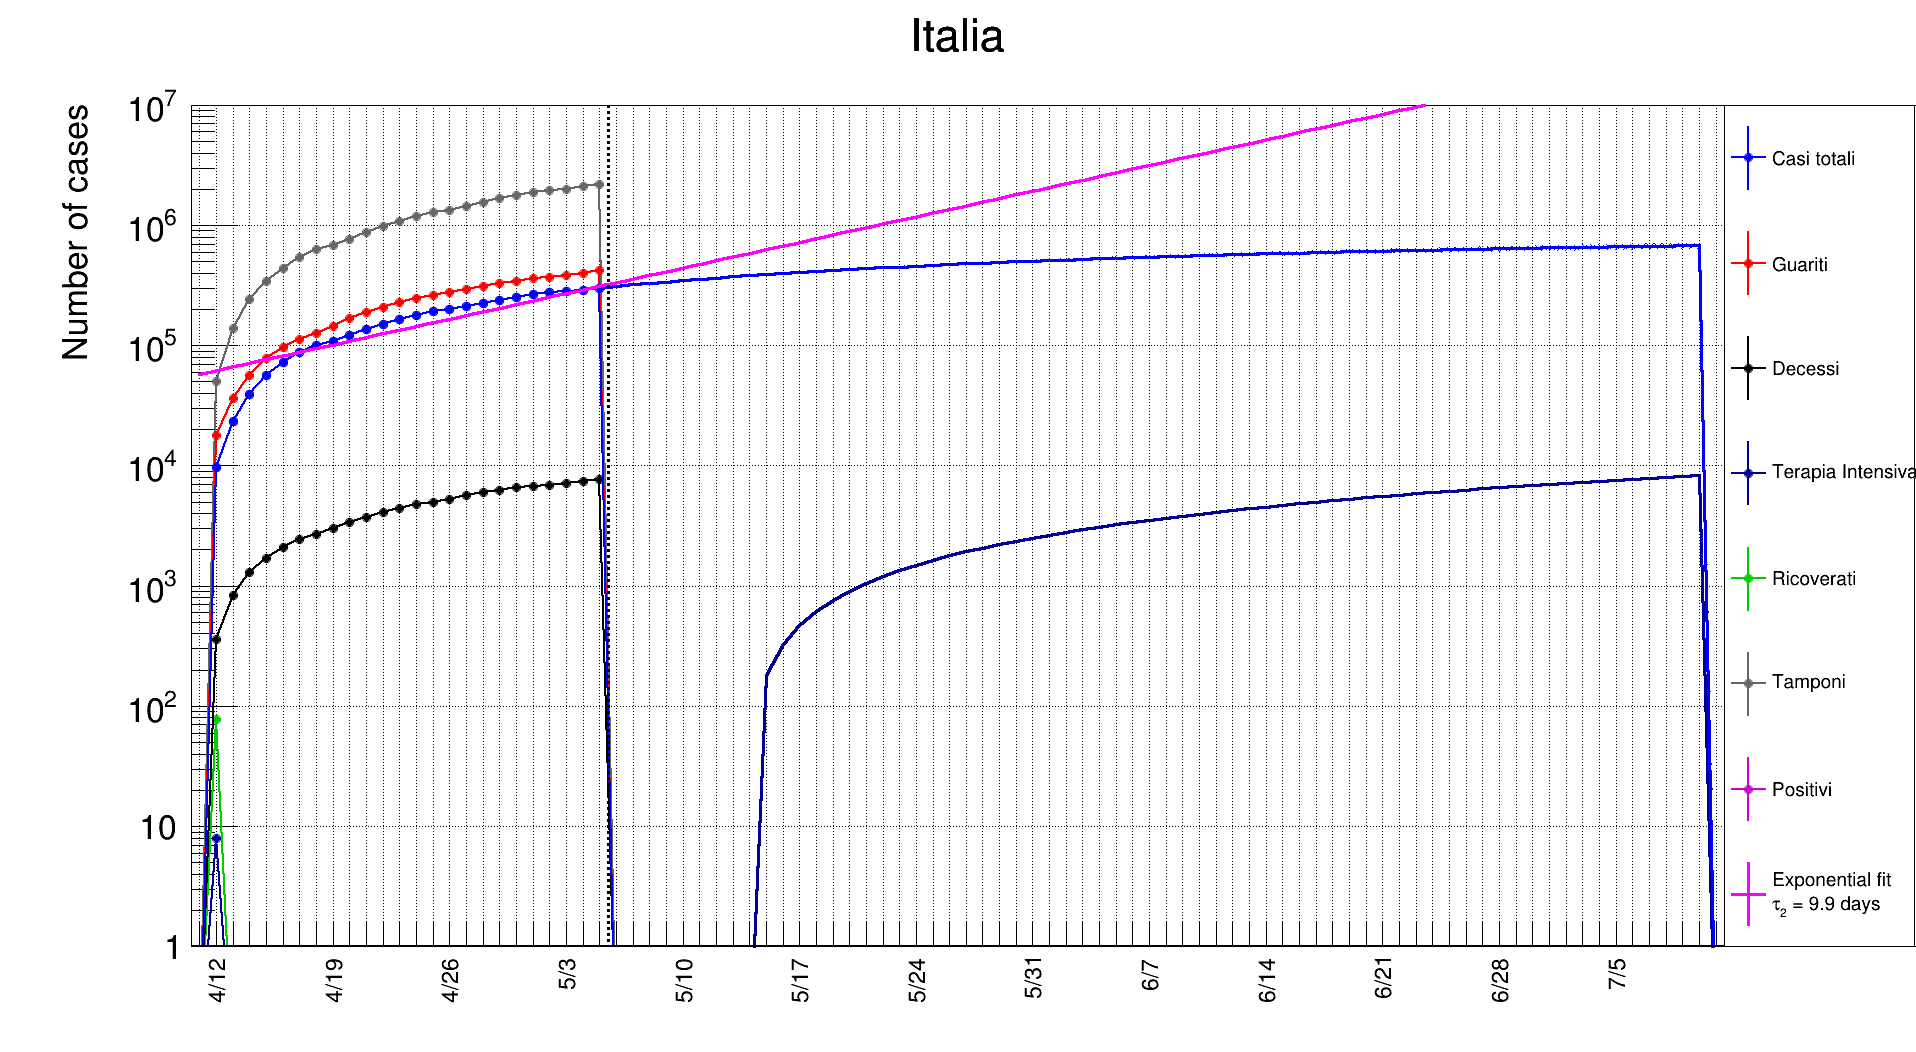 Italia
Number of cases
10^7
10^6
10^5
10^4
10^3
10^2
10
1
4/12
4/19
4/26
5/3
5/10
5/17
5/24
5/31
6/7
6/14
6/21
6/28
7/5
Casi totali
Guariti
Decessi
Terapia Intensiva
Ricoverati
Tamponi
Positivi
Exponential fit
τ_2 = 9.9 days